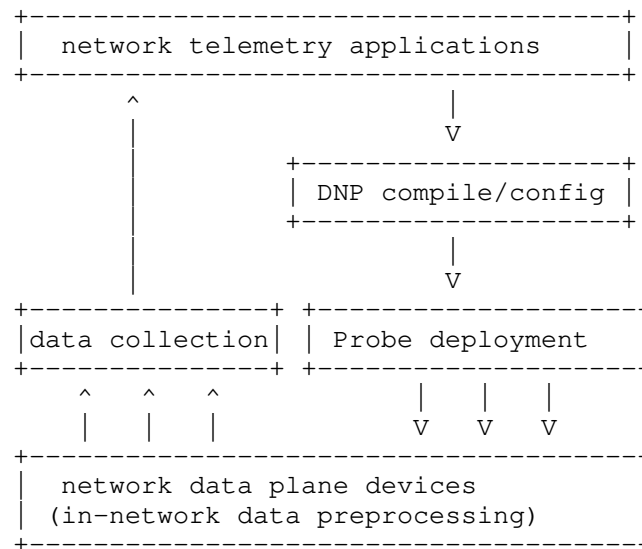 network telemetry applications
DNP compile/config
data collection
Probe deployment
network data plane devices
(in-network data preprocessing)